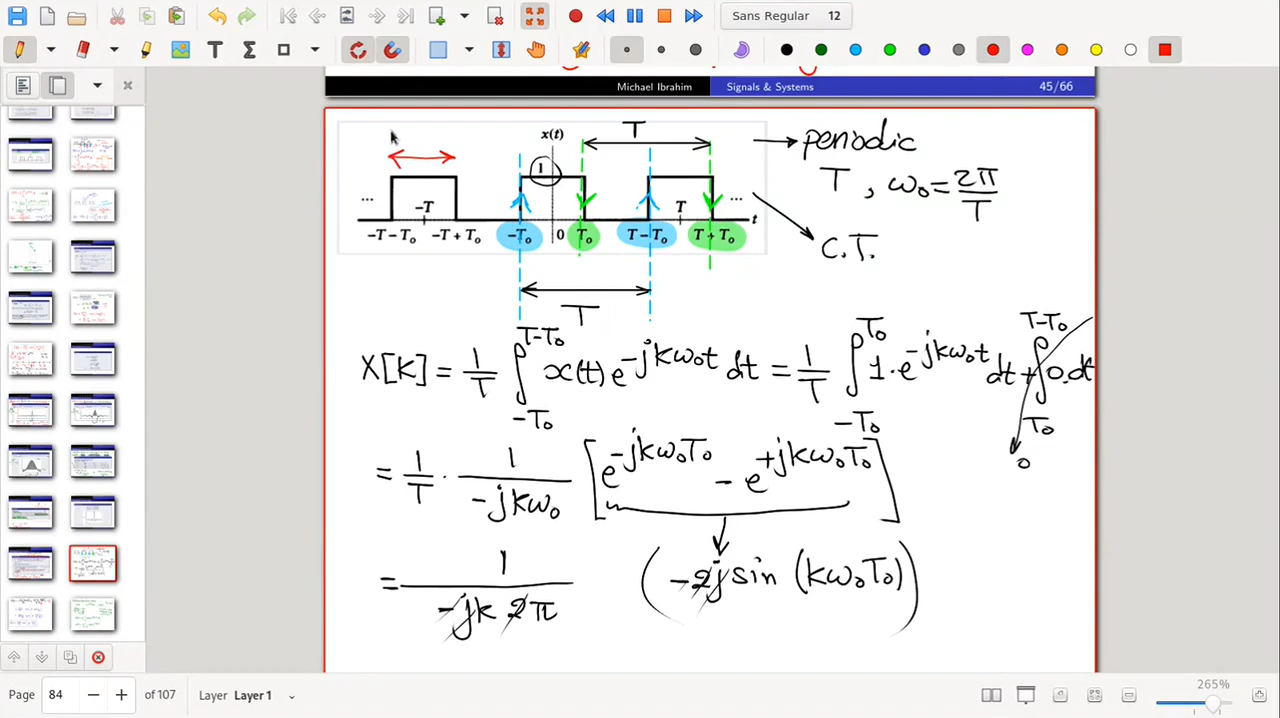 Sans Regular 12
Michael Ibrahim Signals & Systems 45/66
x(t)
T
1
... -T T ... t
-T-T₀ -T+T₀ -T₀ 0 T₀ T-T₀ T+T₀
T
→ periodic
T , ω₀ = 2π/T
C.T.
X[K] = 1/T ∫_{-T₀}^{T-T₀} x(t) e^{-jkω₀t} dt = 1/T ∫_{-T₀}^{T₀} 1·e^{-jkω₀t} dt + ∫_{T₀}^{T-T₀} 0·dt
0
= 1/T · 1/(-jkω₀) [e^{-jkω₀T₀} - e^{+jkω₀T₀}]
= 1/(-jk 2π) (-2j sin (kω₀T₀))
Page 84 of 107 Layer Layer 1 265%